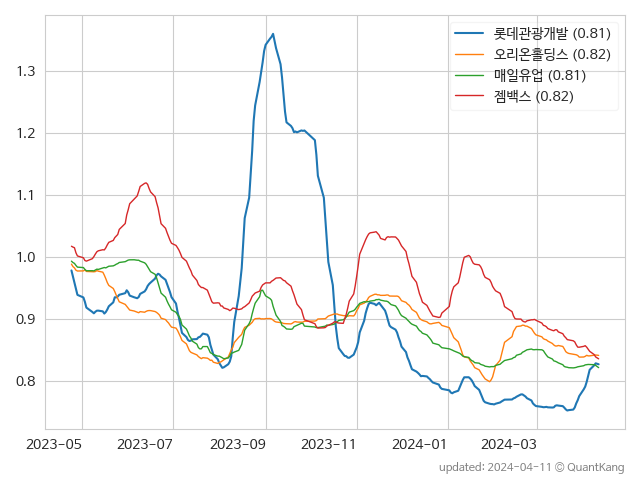 롯데관광개발 (0.81)
오리온홀딩스 (0.82)
매일유업 (0.81)
젬백스 (0.82)
1.3
1.2
1.1
1.0
0.9
0.8
2023-05 2023-07 2023-09 2023-11 2024-01 2024-03
updated: 2024-04-11 © QuantKang